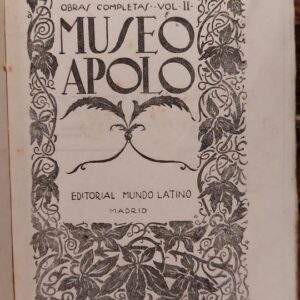 OBRAS COMPLETAS · VOL · II ·
MUSEO
APOLO
EDITORIAL MUNDO LATINO
MADRID